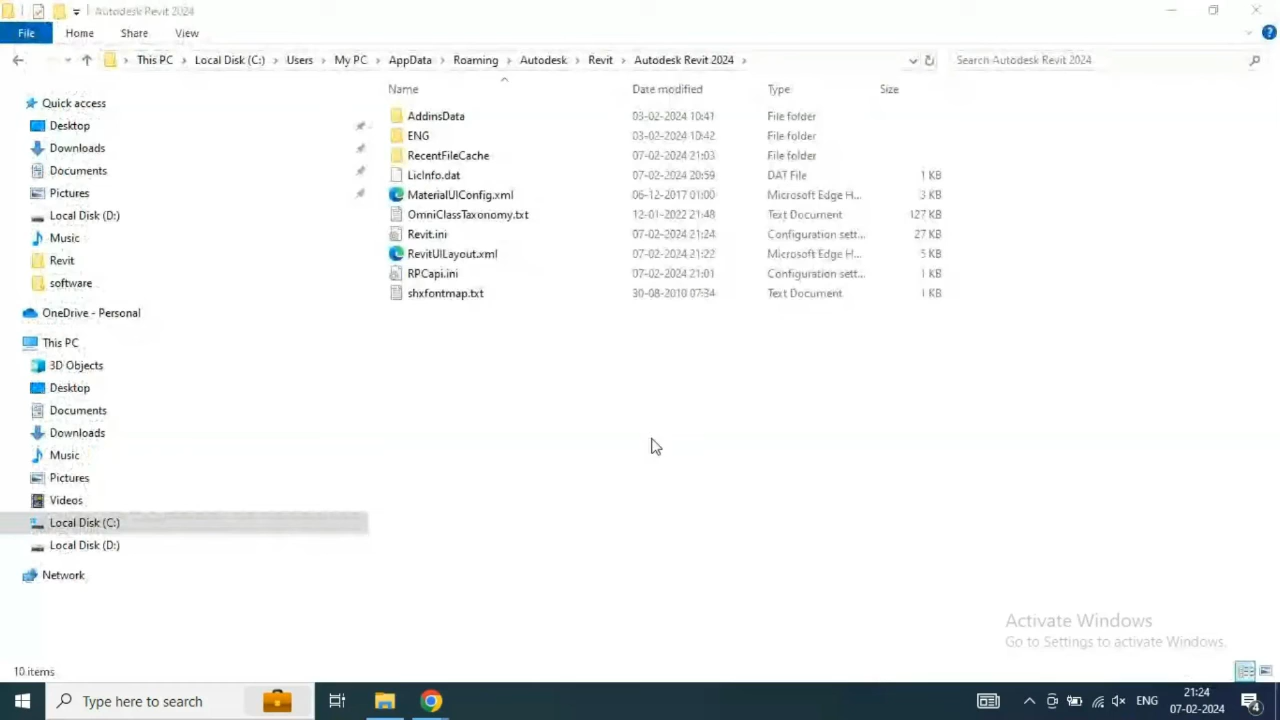 Autodesk Revit 2024
File Home Share View
This PC Local Disk (C:) Users My PC AppData Roaming Autodesk Revit Autodesk Revit 2024 Search Autodesk Revit 2024
Name Date modified Type Size
AddinsData 03-02-2024 10:41 File folder
ENG 03-02-2024 10:42 File folder
RecentFileCache 07-02-2024 21:03 File folder
LicInfo.dat 07-02-2024 20:59 DAT File 1 KB
MaterialUIConfig.xml 06-12-2017 01:00 Microsoft Edge H... 3 KB
OmniClassTaxonomy.txt 12-01-2022 21:48 Text Document 127 KB
Revit.ini 07-02-2024 21:24 Configuration sett... 27 KB
RevitUILayout.xml 07-02-2024 21:22 Microsoft Edge H... 5 KB
RPCapi.ini 07-02-2024 21:01 Configuration sett... 1 KB
shxfontmap.txt 30-08-2010 07:34 Text Document 1 KB
Quick access
Desktop
Downloads
Documents
Pictures
Local Disk (D:)
Music
Revit
software
OneDrive - Personal
This PC
3D Objects
Desktop
Documents
Downloads
Music
Pictures
Videos
Local Disk (C:)
Local Disk (D:)
Network
Activate Windows
Go to Settings to activate Windows.
10 items
Type here to search
ENG
21:24
07-02-2024
4